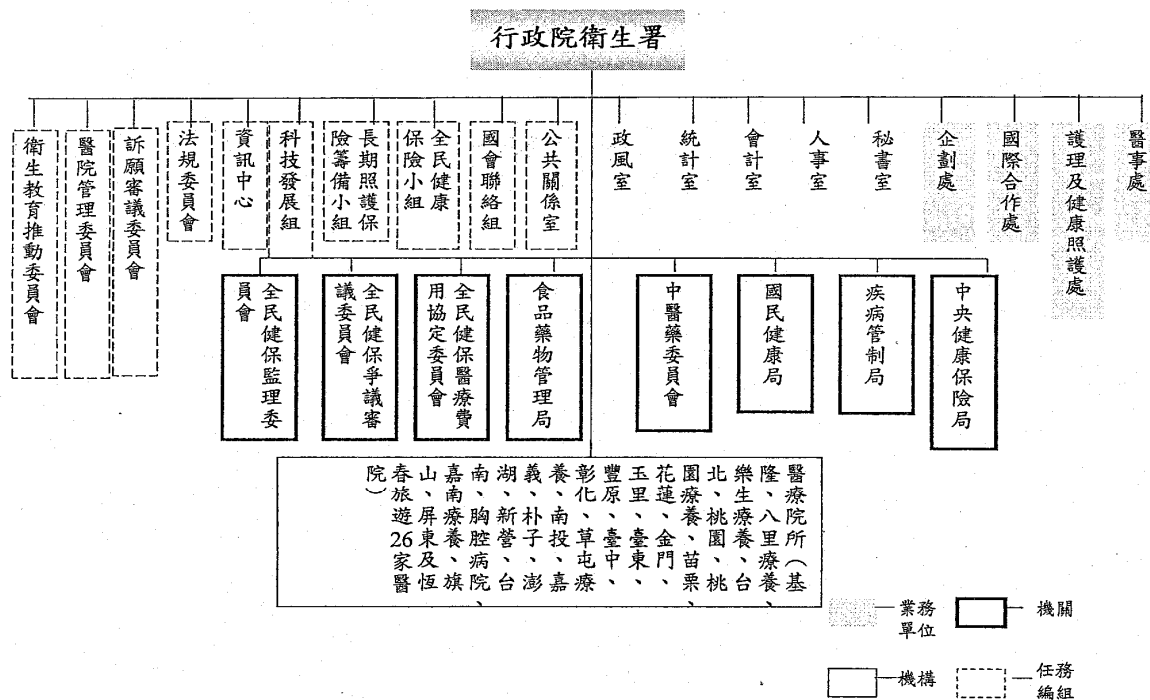 行政院衛生署
醫事處
護理及健康照護處
國際合作處
企劃處
秘書室
人事室
會計室
統計室
政風室
公共關係室
國會聯絡組
全民健康
保險小組
長期照護保
險籌備小組
科技發展組
資訊中心
法規委員會
訴願審議委員會
醫院管理委員會
衛生教育推動委員會
中央健康保險局
疾病管制局
國民健康局
中醫藥委員會
食品藥物管理局
全民健保醫療費
用協定委員會
全民健保爭議審
議委員會
全民健保監理委
員會
醫療院所（基
隆、八里療養、
樂生療養、台
北、桃園、桃
園療養、苗栗、
花蓮、金門、
玉里、臺東、
豐原、臺中、
彰化、草屯療
養、南投、嘉
義、朴子、澎
湖、新營、台
南、胸腔病院、
嘉南療養、旗
山、屏東及恆
春旅遊26家醫
院）
業務
單位
機關
機構
任務
編組